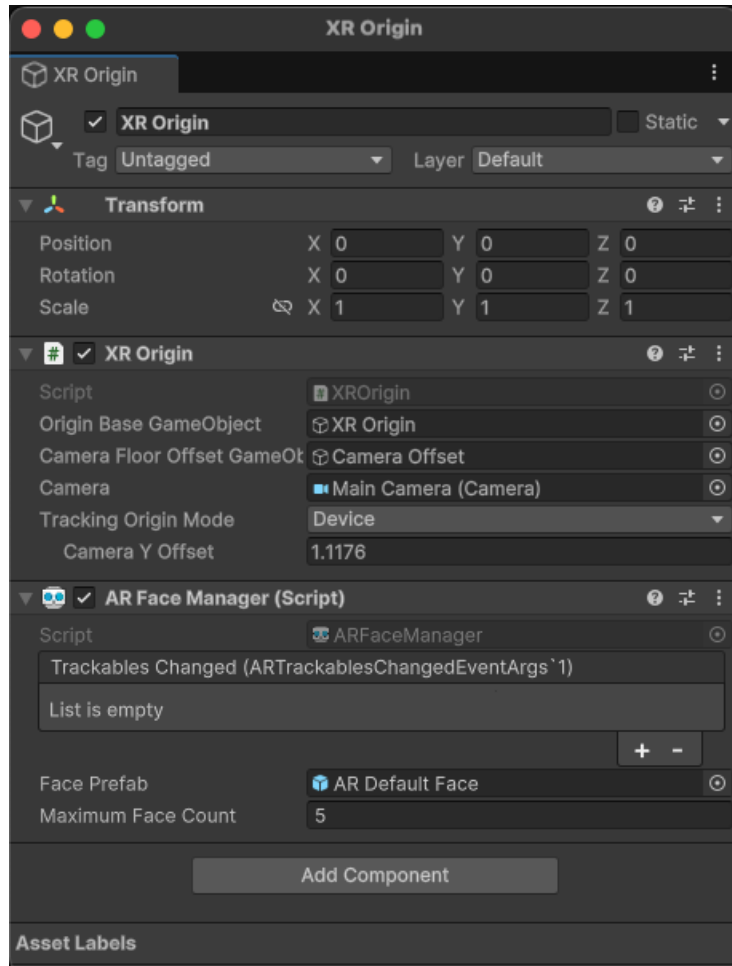 XR Origin
XR Origin
XR Origin Static
Tag Untagged Layer Default
Transform
Position X 0 Y 0 Z 0
Rotation X 0 Y 0 Z 0
Scale X 1 Y 1 Z 1
# XR Origin
Script # XROrigin
Origin Base GameObject XR Origin
Camera Floor Offset GameOb Camera Offset
Camera Main Camera (Camera)
Tracking Origin Mode Device
Camera Y Offset 1.1176
AR Face Manager (Script)
Script ARFaceManager
Trackables Changed (ARTrackablesChangedEventArgs`1)
List is empty
+ -
Face Prefab AR Default Face
Maximum Face Count 5
Add Component
Asset Labels